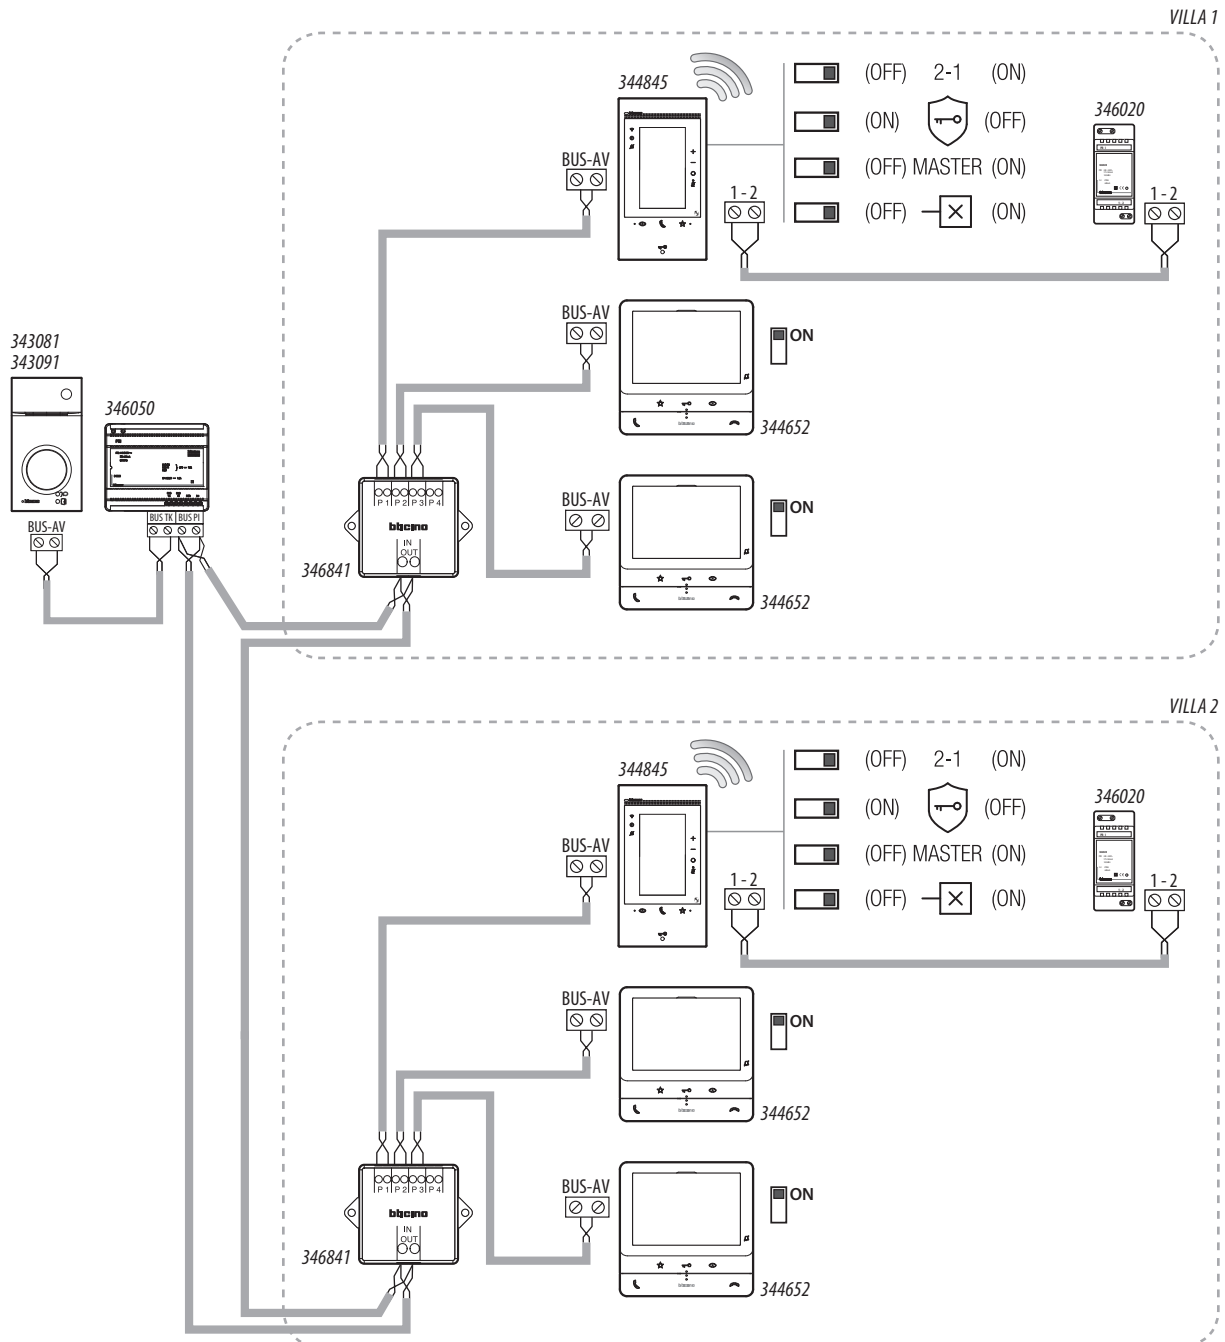 VILLA 1
344845
(OFF) 2-1 (ON)
(ON) (OFF)
(OFF) MASTER (ON)
(OFF) (ON)
346020
BUS-AV
1 - 2
1 - 2
BUS-AV
ON
344652
343081
343091
346050
BUS-AV
BUS TK BUS PI
P1 P2 P3 P4
bticino
IN
OUT
346841
BUS-AV
ON
344652
VILLA 2
344845
(OFF) 2-1 (ON)
(ON) (OFF)
(OFF) MASTER (ON)
(OFF) (ON)
346020
BUS-AV
1 - 2
1 - 2
BUS-AV
ON
344652
P1 P2 P3 P4
bticino
IN
OUT
346841
BUS-AV
ON
344652